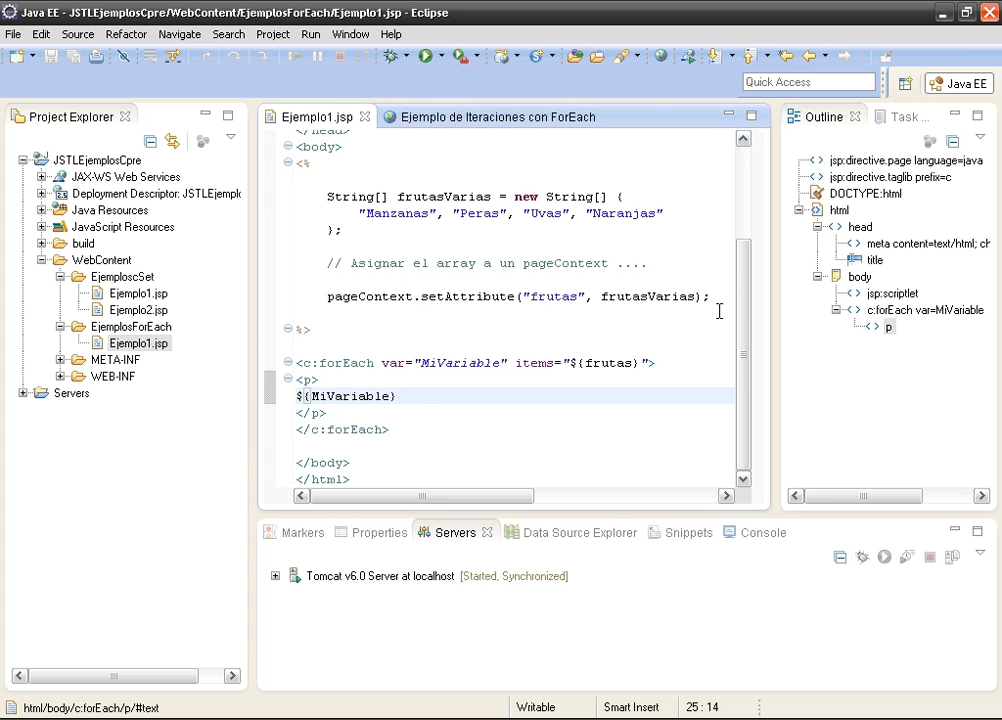 Java EE - JSTLEjemplosCpre/WebContent/EjemplosForEach/Ejemplo1.jsp - Eclipse
File Edit Source Refactor Navigate Search Project Run Window Help
Quick Access
Java EE
Project Explorer
JSTLEjemplosCpre
JAX-WS Web Services
Deployment Descriptor: JSTLEjemplo
Java Resources
JavaScript Resources
build
WebContent
EjemploscSet
Ejemplo1.jsp
Ejemplo2.jsp
EjemplosForEach
Ejemplo1.jsp
META-INF
WEB-INF
Servers
Ejemplo1.jsp
Ejemplo de Iteraciones con ForEach
</head>
<body>
<%
String[] frutasVarias = new String[] {
"Manzanas", "Peras", "Uvas", "Naranjas"
};
// Asignar el array a un pageContext ....
pageContext.setAttribute("frutas", frutasVarias);
%>
<c:forEach var="MiVariable" items="${frutas}">
<p>
${MiVariable}
</p>
</c:forEach>
</body>
</html>
Outline
Task ...
jsp:directive.page language=java
jsp:directive.taglib prefix=c
DOCTYPE:html
html
head
meta content=text/html; ch
title
body
jsp:scriptlet
c:forEach var=MiVariable
p
Markers Properties Servers Data Source Explorer Snippets Console
Tomcat v6.0 Server at localhost [Started, Synchronized]
html/body/c:forEach/p/#text
Writable
Smart Insert
25 : 14